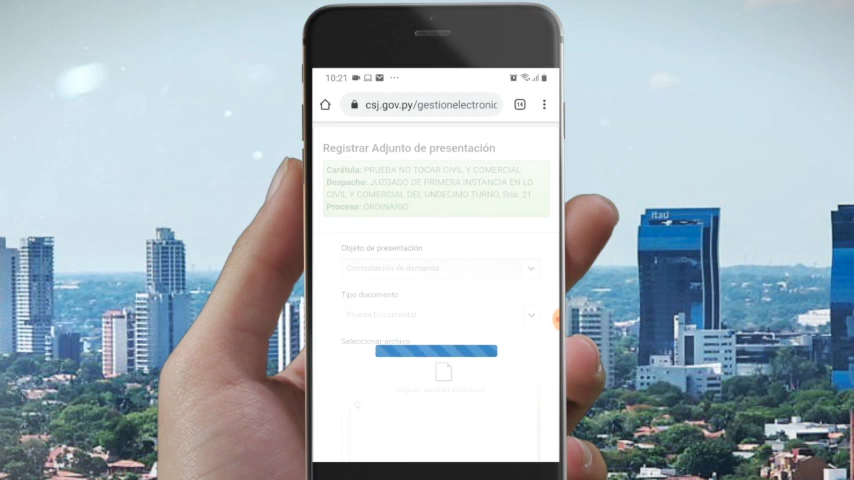 10:21
csj.gov.py/gestionelectronic
14
Registrar Adjunto de presentación
Carátula: PRUEBA NO TOCAR CIVIL Y COMERCIAL
Despacho: JUZGADO DE PRIMERA INSTANCIA EN LO
CIVIL Y COMERCIAL DEL UNDECIMO TURNO, Sria. 21
Proceso: ORDINARIO
Itaú
Objeto de presentación
Contestación de demanda
Tipo documento
Prueba Documental
Seleccionar archivo